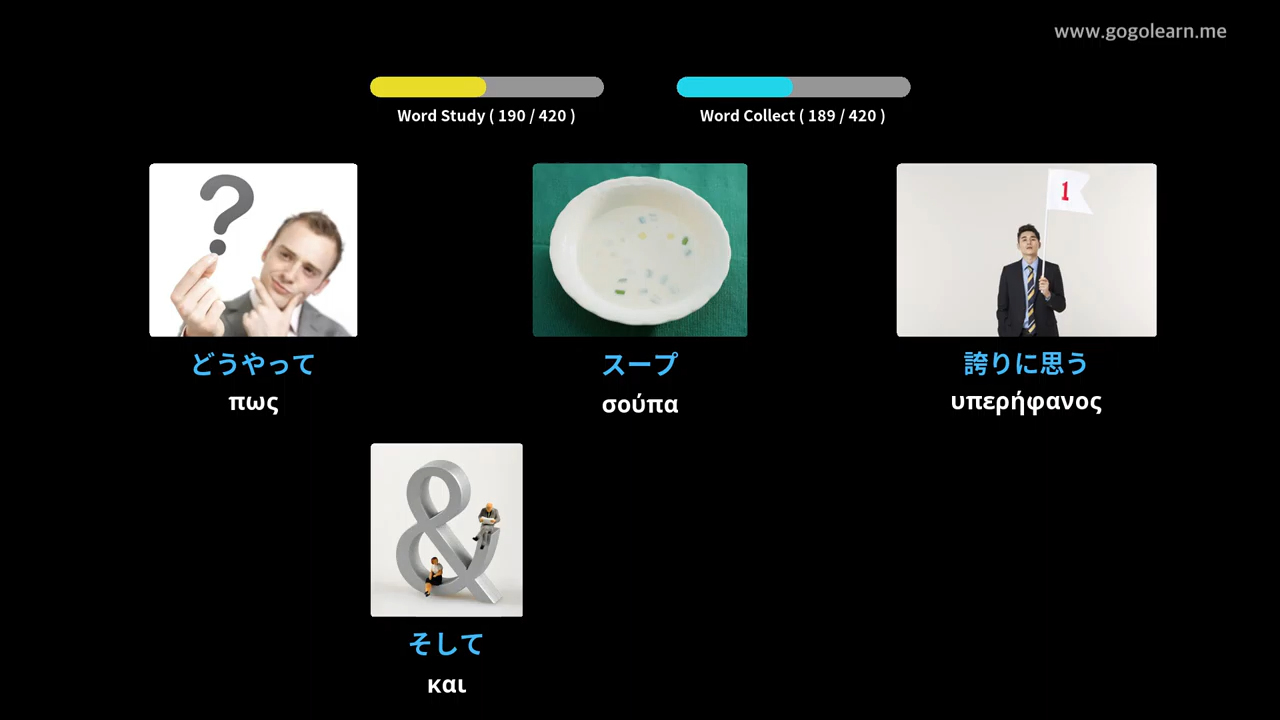 www.gogolearn.me
Word Study ( 190 / 420 )
Word Collect ( 189 / 420 )
?
1
どうやって
πως
スープ
σούπα
誇りに思う
υπερήφανος
&
そして
και